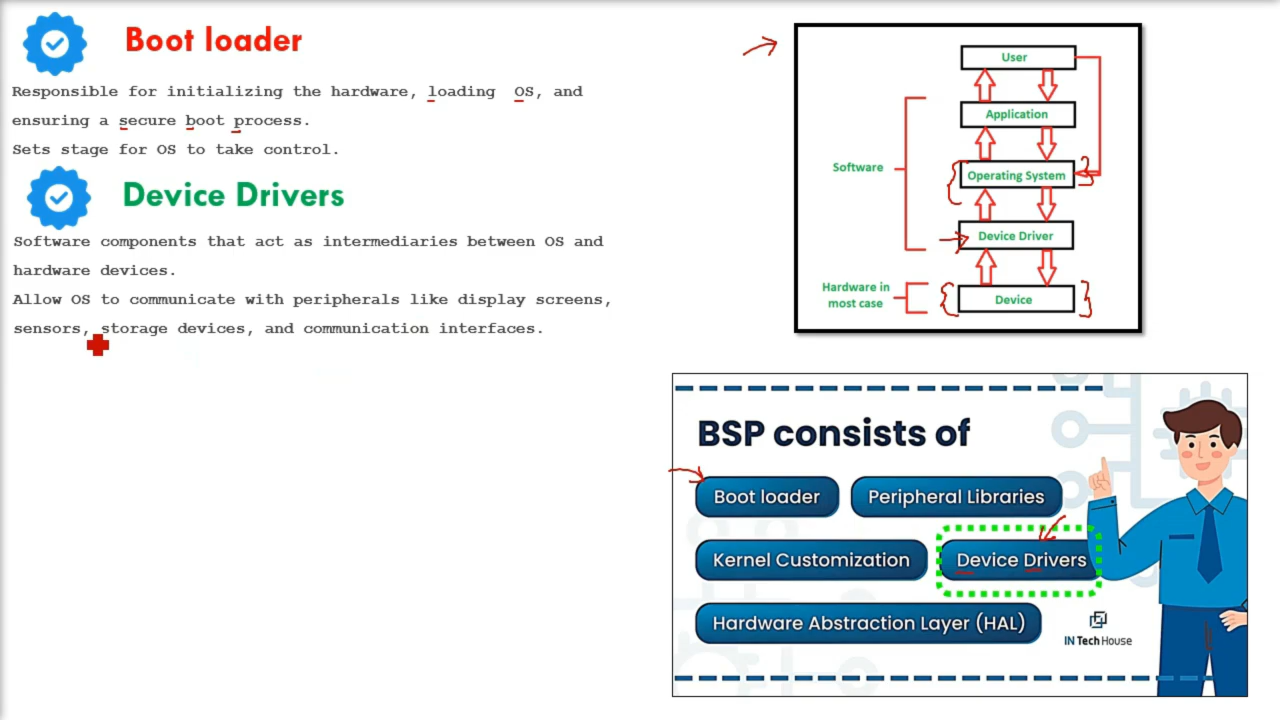 Boot loader
Responsible for initializing the hardware, loading OS, and
ensuring a secure boot process.
Sets stage for OS to take control.
Device Drivers
Software components that act as intermediaries between OS and
hardware devices.
Allow OS to communicate with peripherals like display screens,
sensors, storage devices, and communication interfaces.
User
Application
Software
Operating System
Device Driver
Hardware in
most case
Device
BSP consists of
Boot loader
Peripheral Libraries
Kernel Customization
Device Drivers
Hardware Abstraction Layer (HAL)
IN Tech House